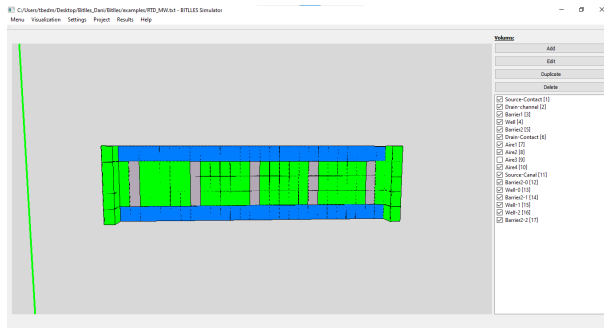 C:/Users/tbedm/Desktop/Bitlles_Dani/Bitlles/examples/RTD_MW.txt - BITLLES Simulator
Menu Visualization Settings Project Results Help
Volums:
Add
Edit
Duplicate
Delete
Source-Contact [1]
Drain-channel [2]
Barrier1 [3]
Well [4]
Barrier2 [5]
Drain-Contact [6]
Aire1 [7]
Aire2 [8]
Aire3 [9]
Aire4 [10]
Source-Canal [11]
Barrier2-0 [12]
Well-0 [13]
Barrier2-1 [14]
Well-1 [15]
Well-2 [16]
Barrier2-2 [17]